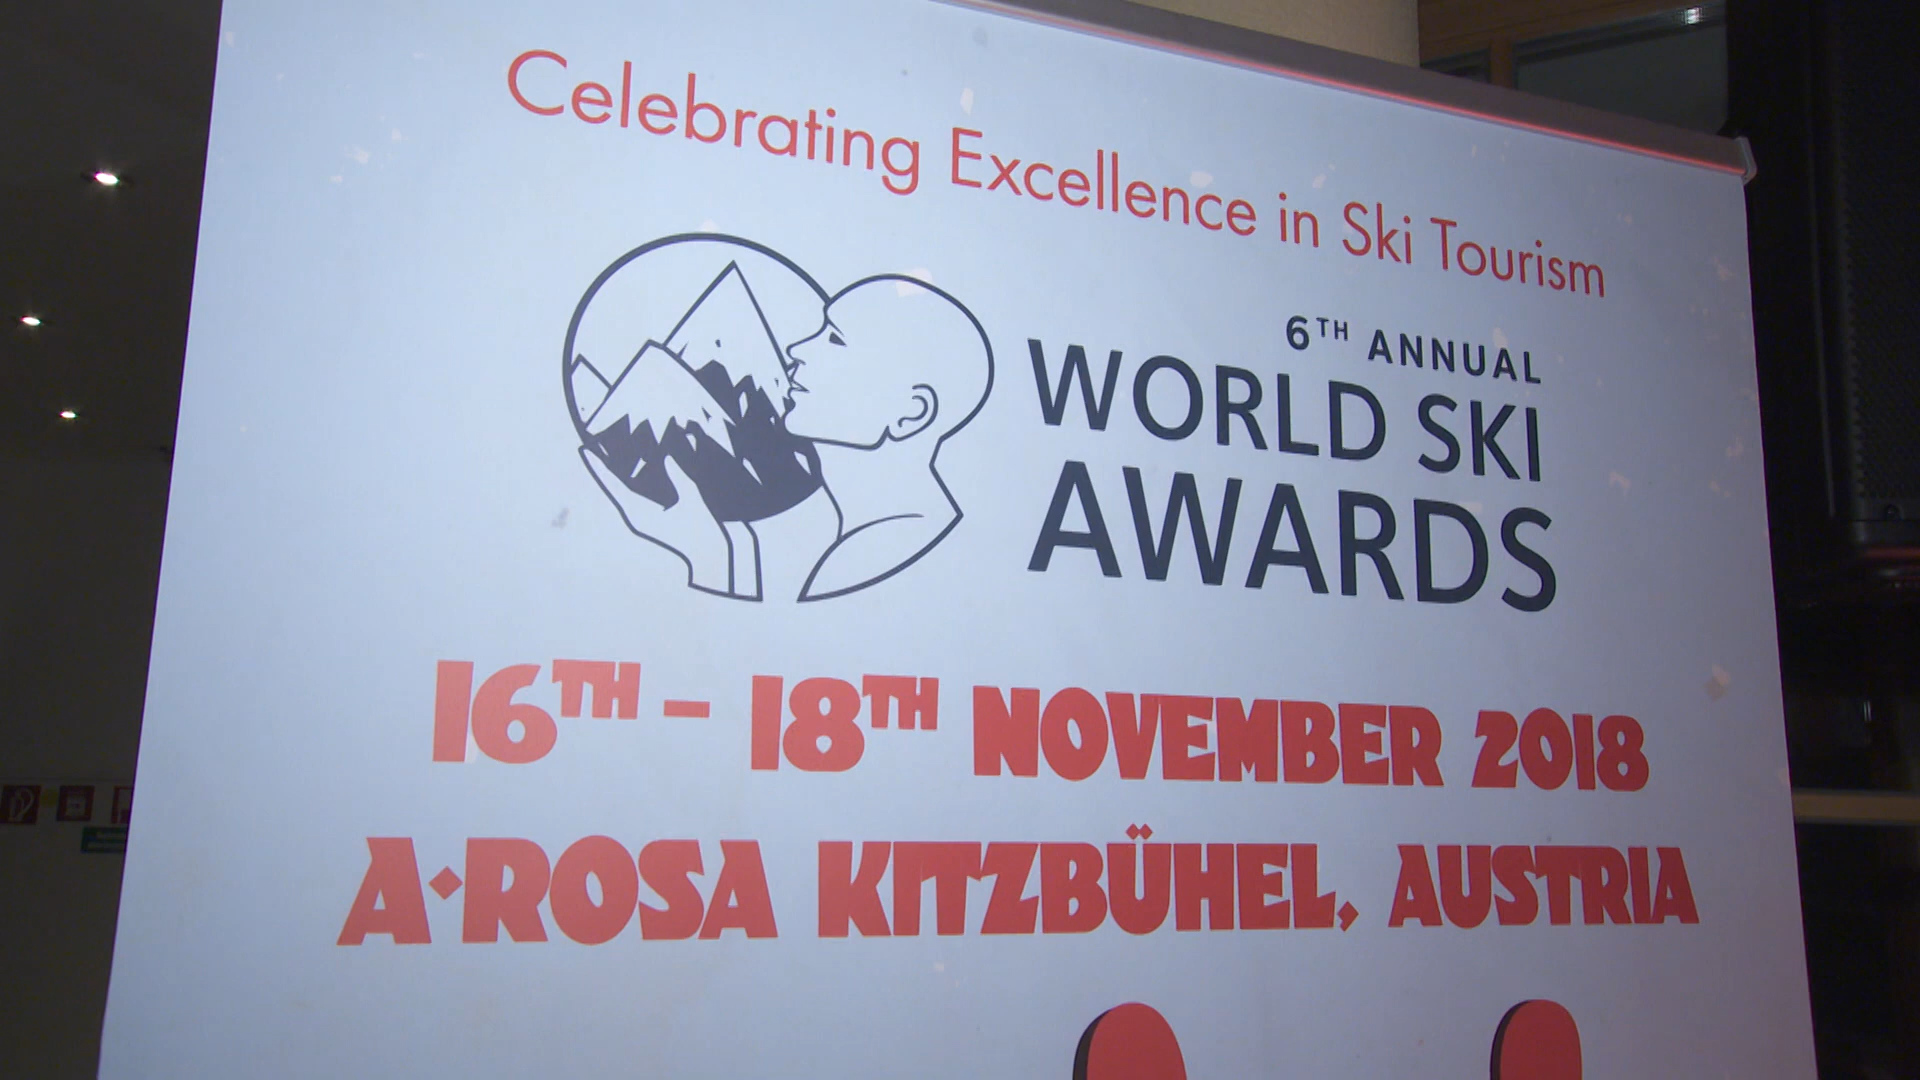 Celebrating Excellence in Ski Tourism
6TH ANNUAL
WORLD SKI
AWARDS
16TH – 18TH NOVEMBER 2018
A·ROSA KITZBÜHEL, AUSTRIA